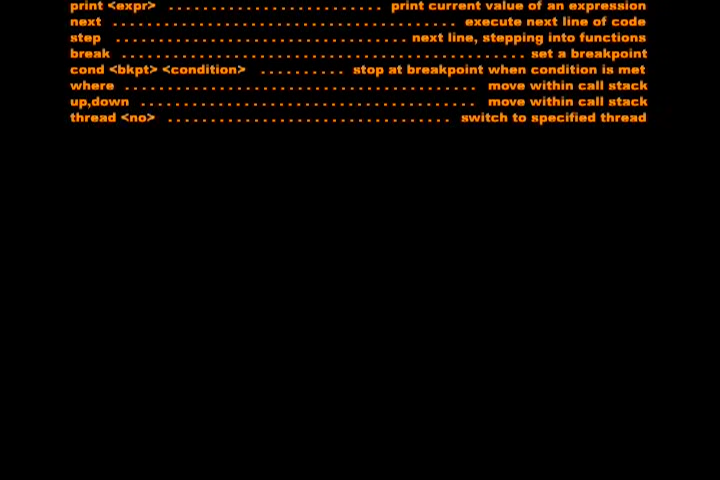 print <expr> ........................ print current value of an expression
next .................................. execute next line of code
step .................................. next line, stepping into functions
break ................................................ set a breakpoint
cond <bkpt> <condition> .......... stop at breakpoint when condition is met
where ......................................... move within call stack
up,down ....................................... move within call stack
thread <no> ................................. switch to specified thread